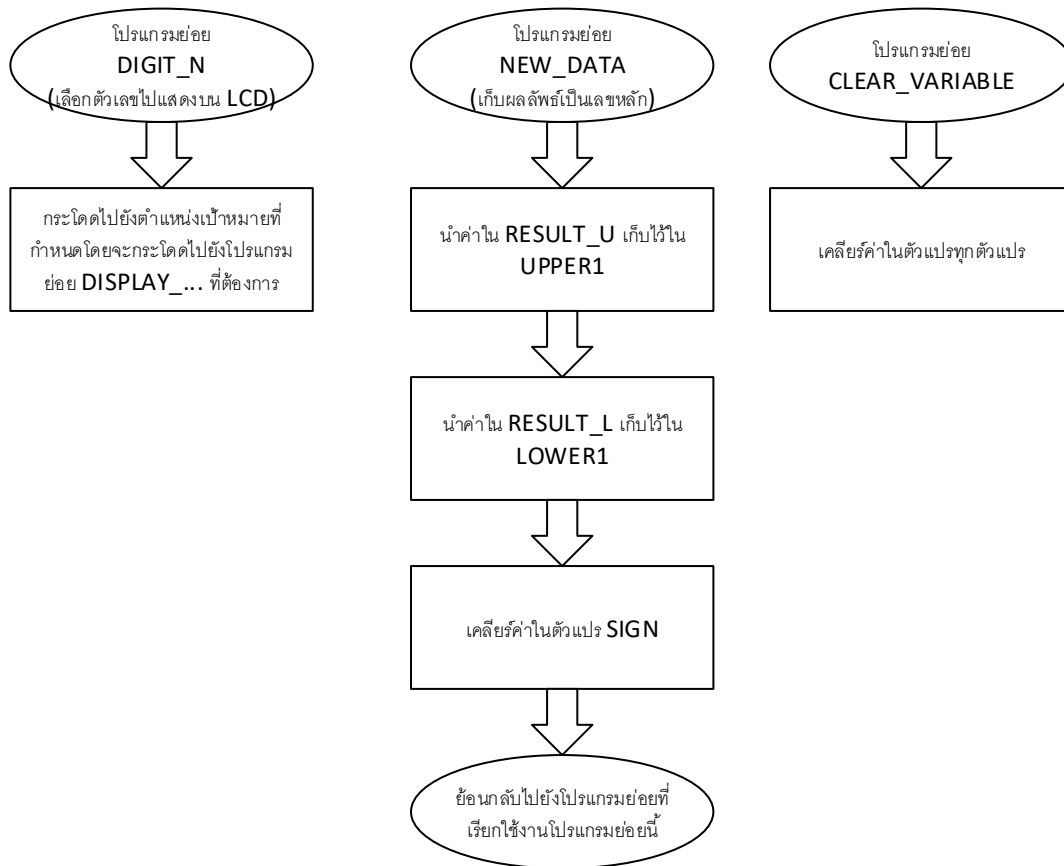 โปรแกรมย่อย
DIGIT_N
(เลือกตัวเลขไปแสดงบน LCD)
กระโดดไปยังตำแหน่งเป้าหมายที่
กำหนดโดยจะกระโดดไปยังโปรแกรม
ย่อย DISPLAY_... ที่ต้องการ
โปรแกรมย่อย
NEW_DATA
(เก็บผลลัพธ์เป็นเลขหลัก)
นำค่าใน RESULT_U เก็บไว้ใน
UPPER1
นำค่าใน RESULT_L เก็บไว้ใน
LOWER1
เคลียร์ค่าในตัวแปร SIGN
ย้อนกลับไปยังโปรแกรมย่อยที่
เรียกใช้งานโปรแกรมย่อยนี้
โปรแกรมย่อย
CLEAR_VARIABLE
เคลียร์ค่าในตัวแปรทุกตัวแปร